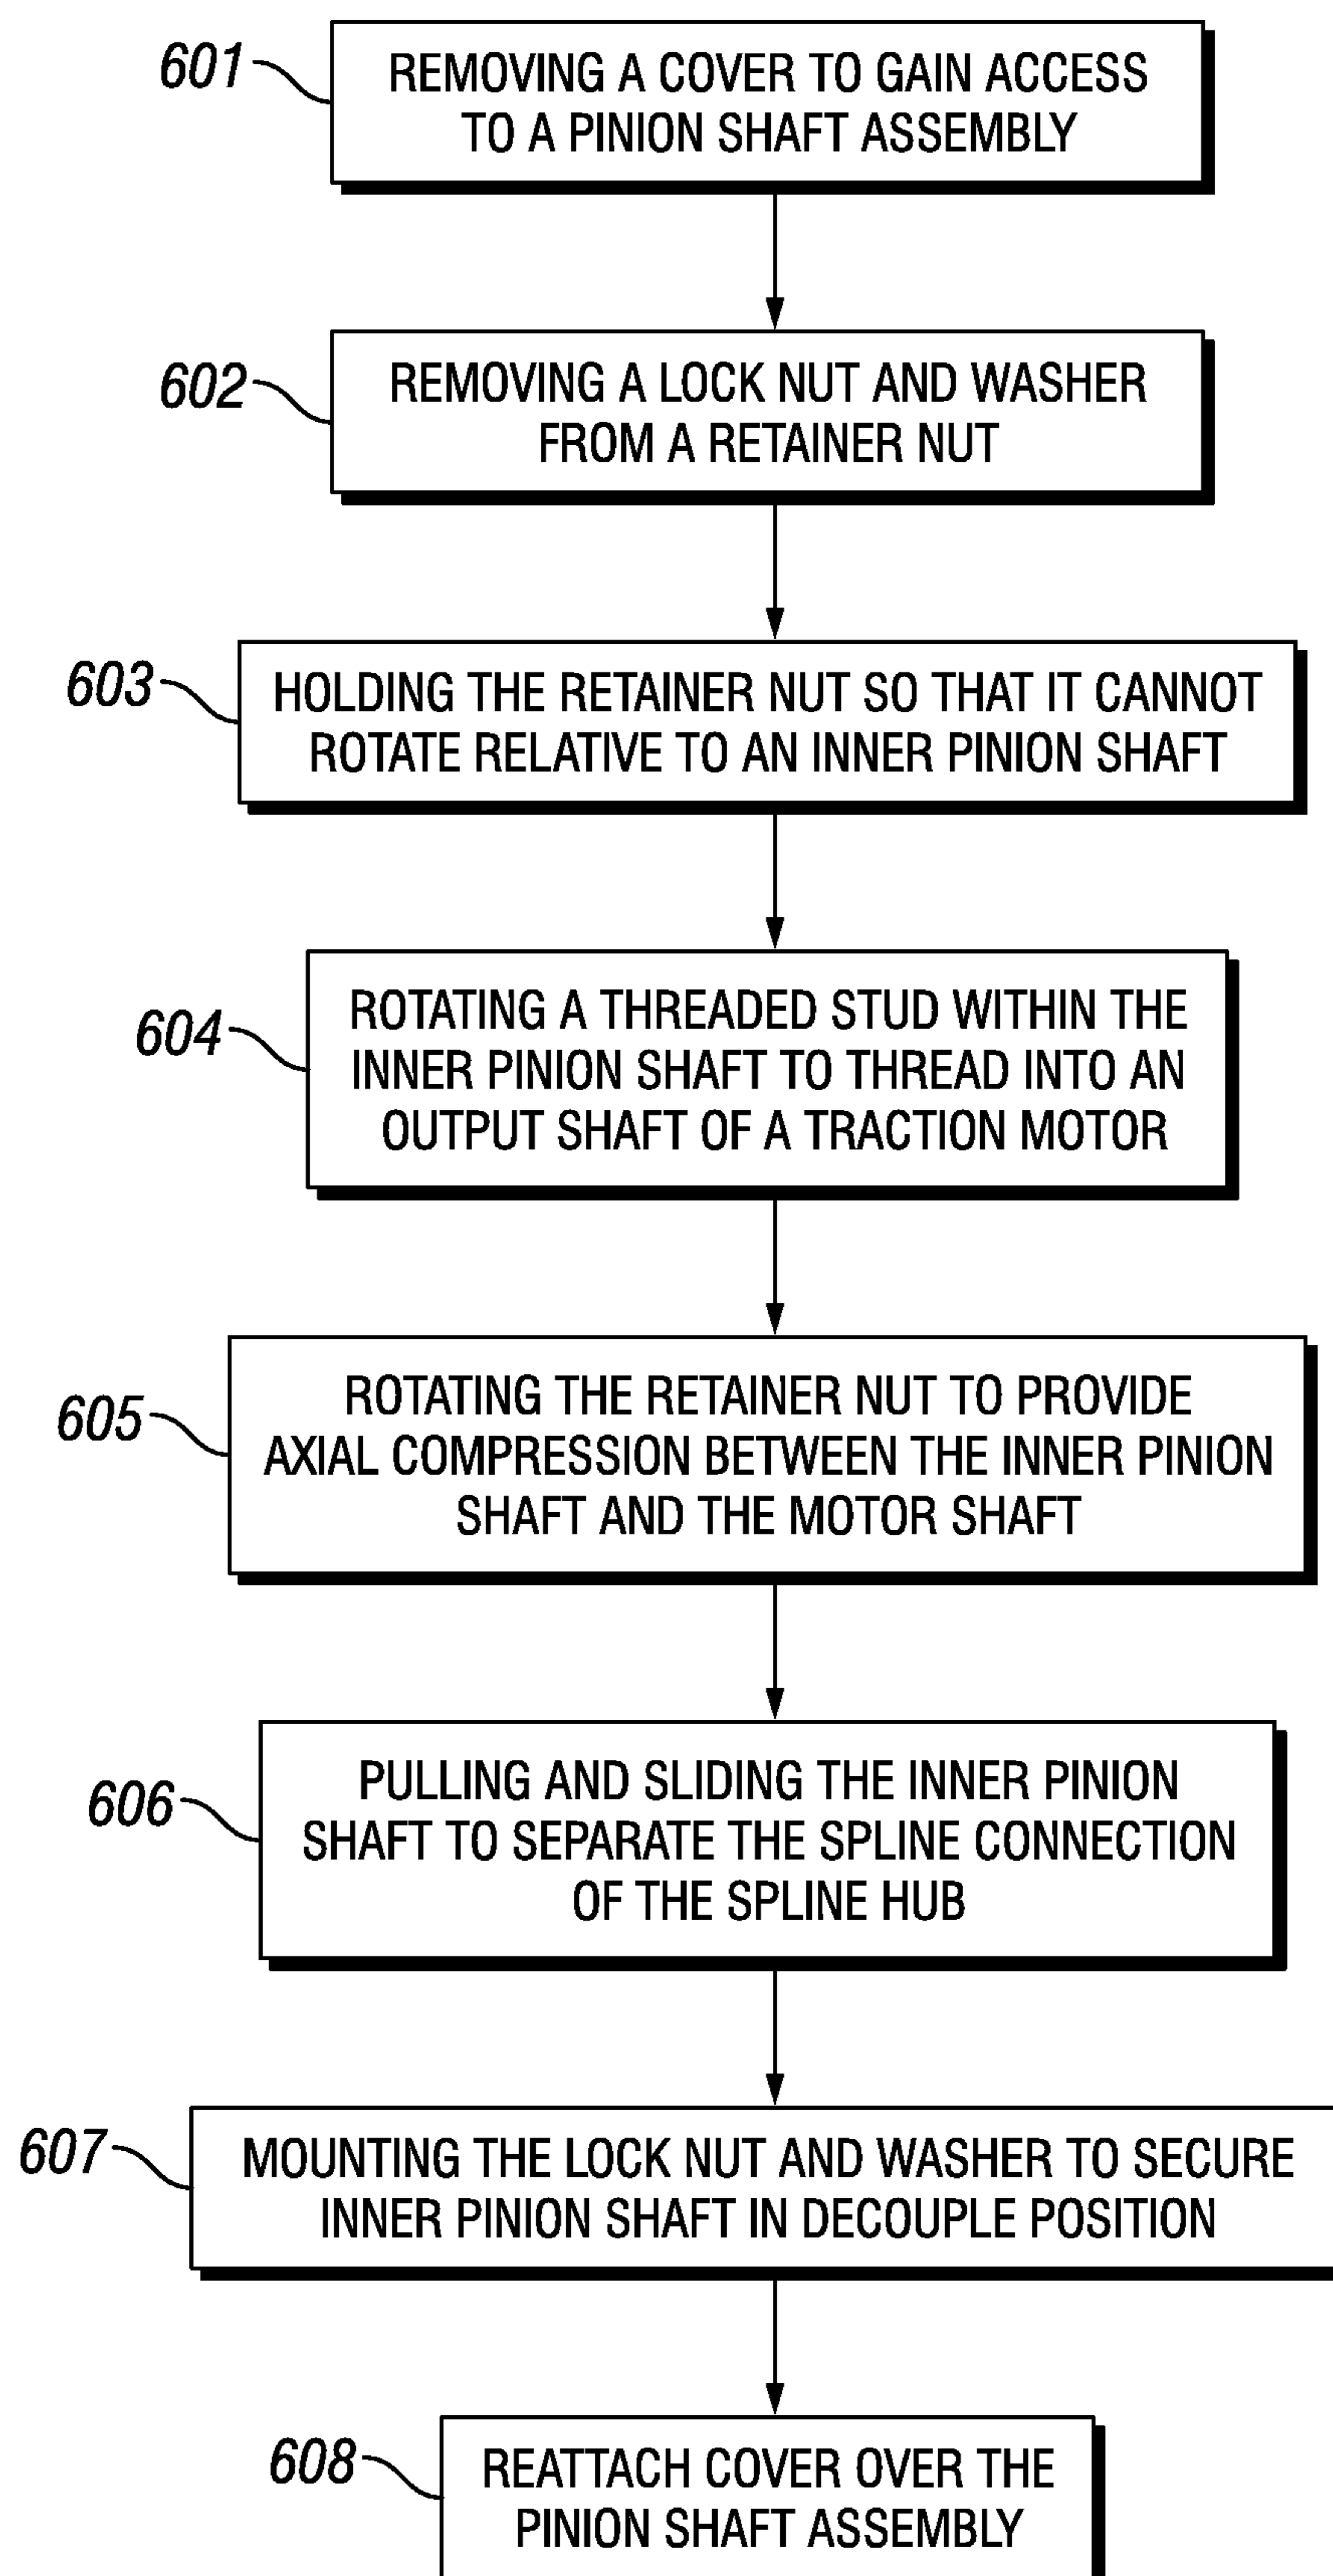 601
REMOVING A COVER TO GAIN ACCESS
TO A PINION SHAFT ASSEMBLY
602
REMOVING A LOCK NUT AND WASHER
FROM A RETAINER NUT
603
HOLDING THE RETAINER NUT SO THAT IT CANNOT
ROTATE RELATIVE TO AN INNER PINION SHAFT
604
ROTATING A THREADED STUD WITHIN THE
INNER PINION SHAFT TO THREAD INTO AN
OUTPUT SHAFT OF A TRACTION MOTOR
605
ROTATING THE RETAINER NUT TO PROVIDE
AXIAL COMPRESSION BETWEEN THE INNER PINION
SHAFT AND THE MOTOR SHAFT
606
PULLING AND SLIDING THE INNER PINION
SHAFT TO SEPARATE THE SPLINE CONNECTION
OF THE SPLINE HUB
607
MOUNTING THE LOCK NUT AND WASHER TO SECURE
INNER PINION SHAFT IN DECOUPLE POSITION
608
REATTACH COVER OVER THE
PINION SHAFT ASSEMBLY